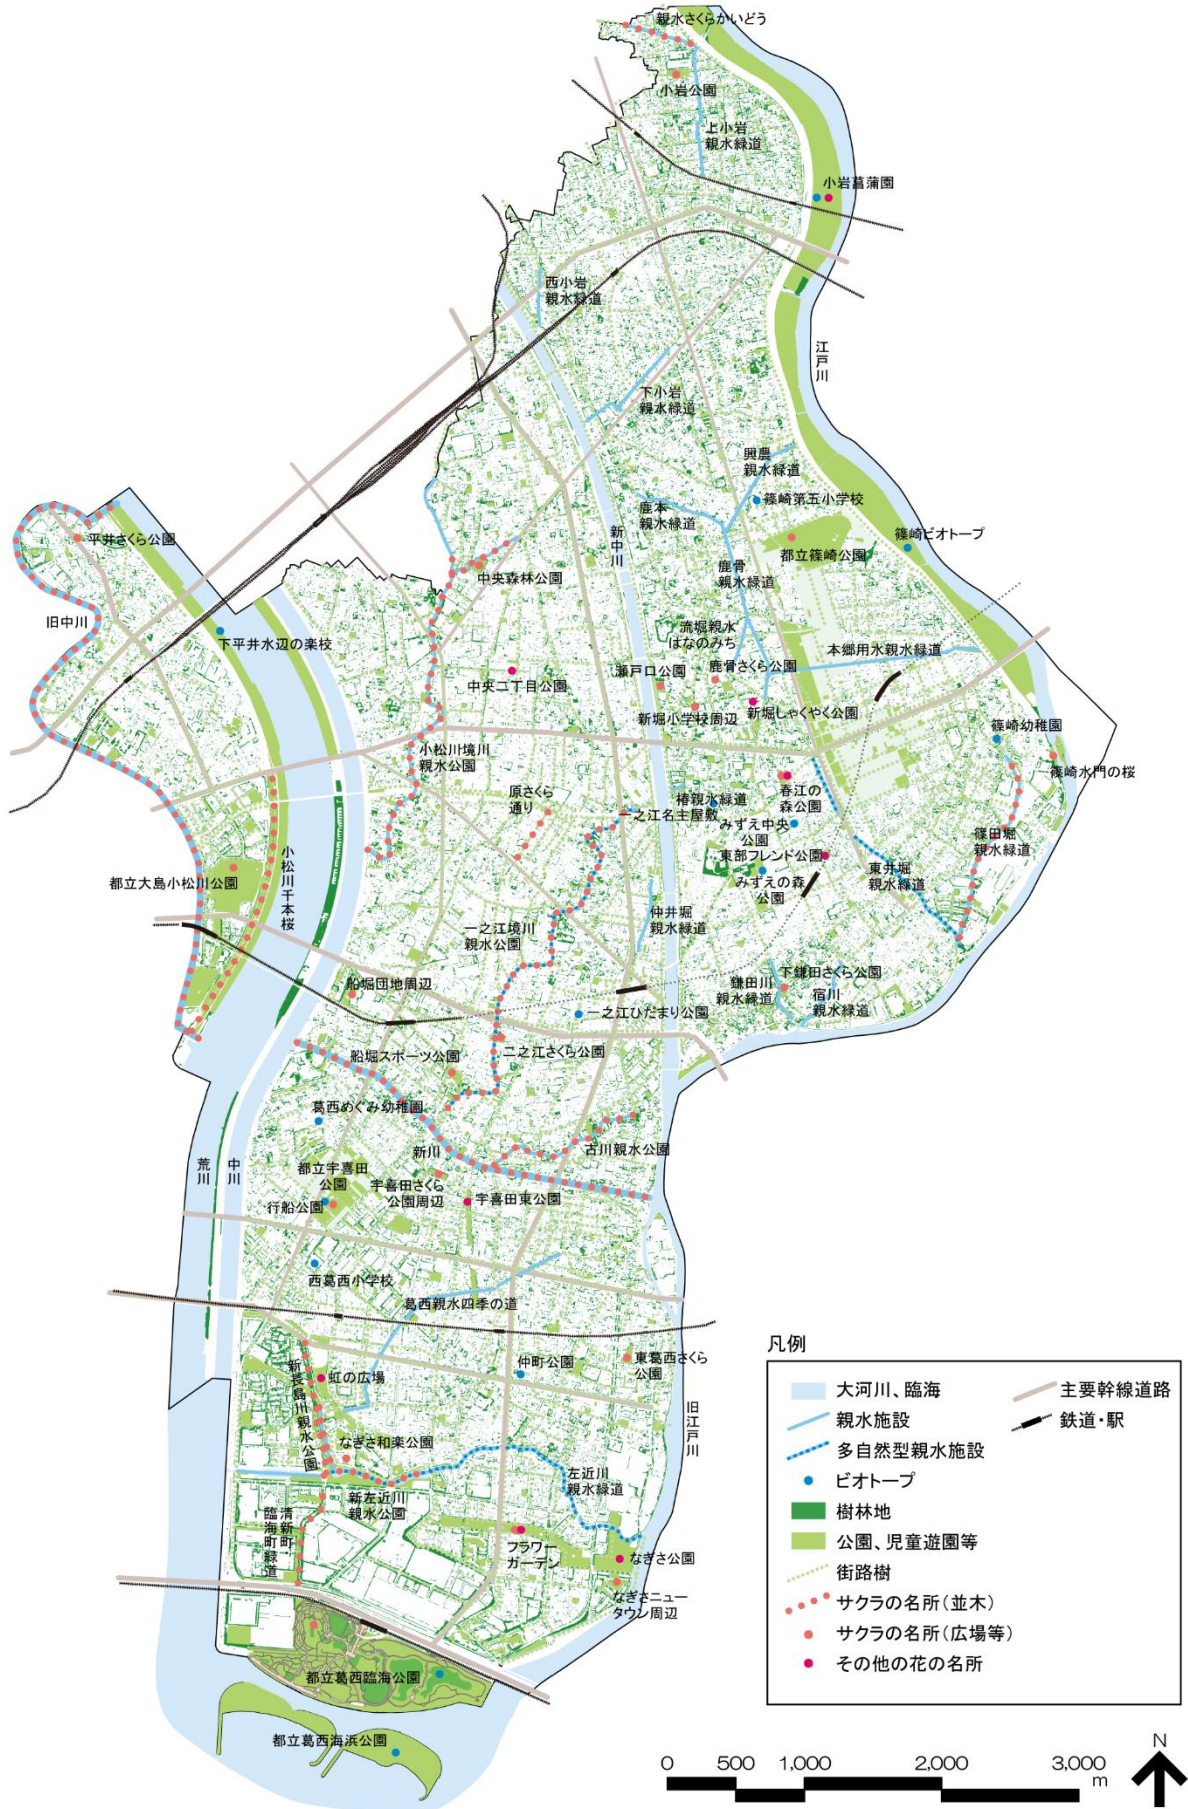 親水さくらかいどう
小岩公園
上小岩
親水緑道
小岩菖蒲園
西小岩
親水緑道
江戸川
下小岩
親水緑道
興農
親水緑道
篠崎第五小学校
鹿本
親水緑道
新中川
都立篠崎公園
篠崎ビオトープ
平井さくら公園
中央森林公園
鹿骨
親水緑道
旧中川
下平井水辺の楽校
流堀親水
はなのみち
本郷用水親水緑道
瀬戸口公園
鹿骨さくら公園
中央二丁目公園
新堀小学校周辺
新堀しゃくやく公園
篠崎幼稚園
小松川境川
親水公園
篠崎水門の桜
原さくら
通り
椿親水緑道
春江の
森公園
一之江名主屋敷
みずえ中央
公園
篠田堀
親水緑道
小松川千本桜
東部フレンド公園
都立大島小松川公園
みずえの森
公園
東井堀
親水緑道
一之江境川
親水公園
仲井堀
親水緑道
船堀団地周辺
下鎌田さくら公園
鎌田川
親水緑道
宿川
親水緑道
一之江ひだまり公園
船堀スポーツ公園
二之江さくら公園
葛西めぐみ幼稚園
新川
古川親水公園
荒川
中川
都立宇喜田
公園
宇喜田さくら
公園周辺
行船公園
宇喜田東公園
西葛西小学校
葛西親水四季の道
仲町公園
東葛西さくら
公園
虹の広場
新長島川親水公園
旧江戸川
なぎさ和楽公園
左近川
親水緑道
新左近川
親水公園
清新町・
臨海町緑道
フラワー
ガーデン
なぎさ公園
なぎさニュー
タウン周辺
都立葛西臨海公園
都立葛西海浜公園
凡例
大河川、臨海
主要幹線道路
親水施設
鉄道・駅
多自然型親水施設
ビオトープ
樹林地
公園、児童遊園等
街路樹
サクラの名所（並木）
サクラの名所（広場等）
その他の花の名所
0 500 1,000 2,000 3,000
m
N